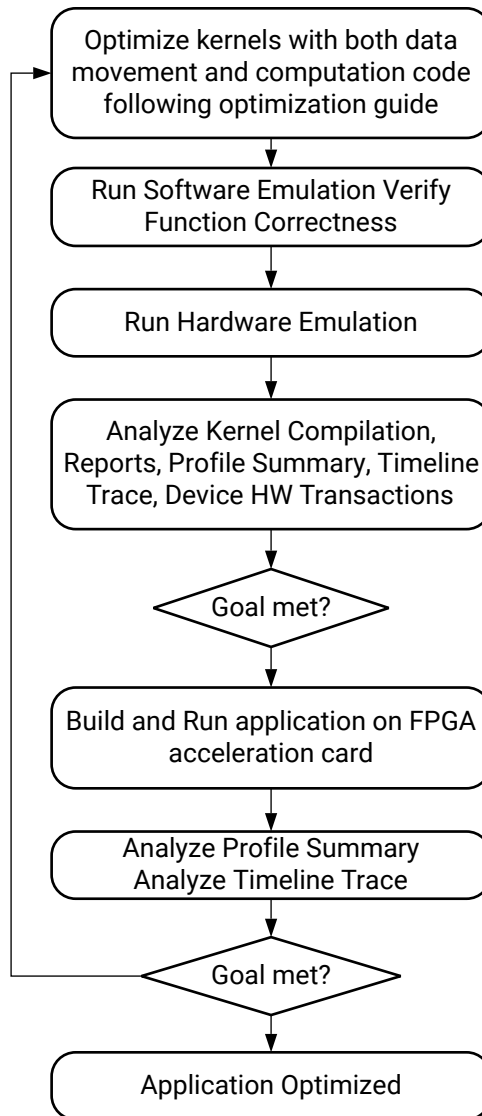 Optimize kernels with both data
movement and computation code
following optimization guide
Run Software Emulation Verify
Function Correctness
Run Hardware Emulation
Analyze Kernel Compilation,
Reports, Profile Summary, Timeline
Trace, Device HW Transactions
Goal met?
Build and Run application on FPGA
acceleration card
Analyze Profile Summary
Analyze Timeline Trace
Goal met?
Application Optimized